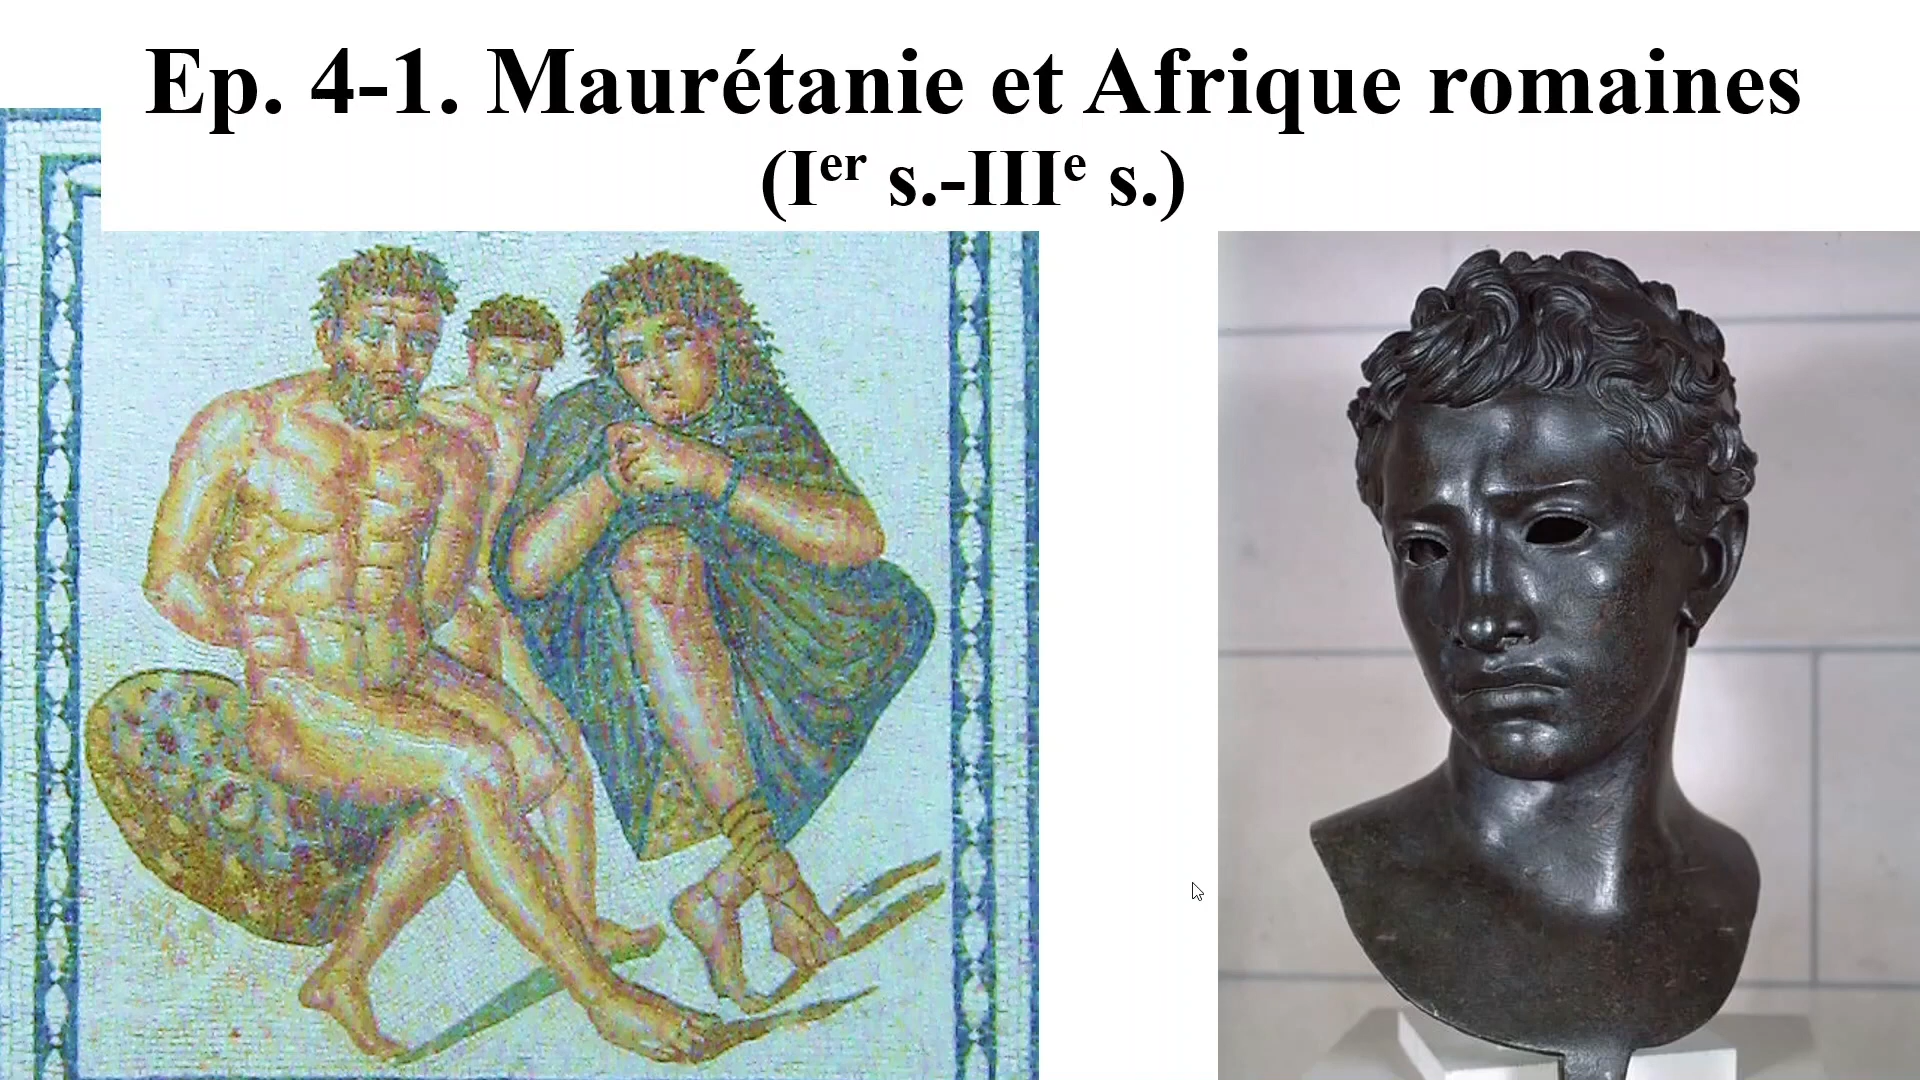 Ep. 4-1. Maurétanie et Afrique romaines
(Iᵉʳ s.-IIIᵉ s.)